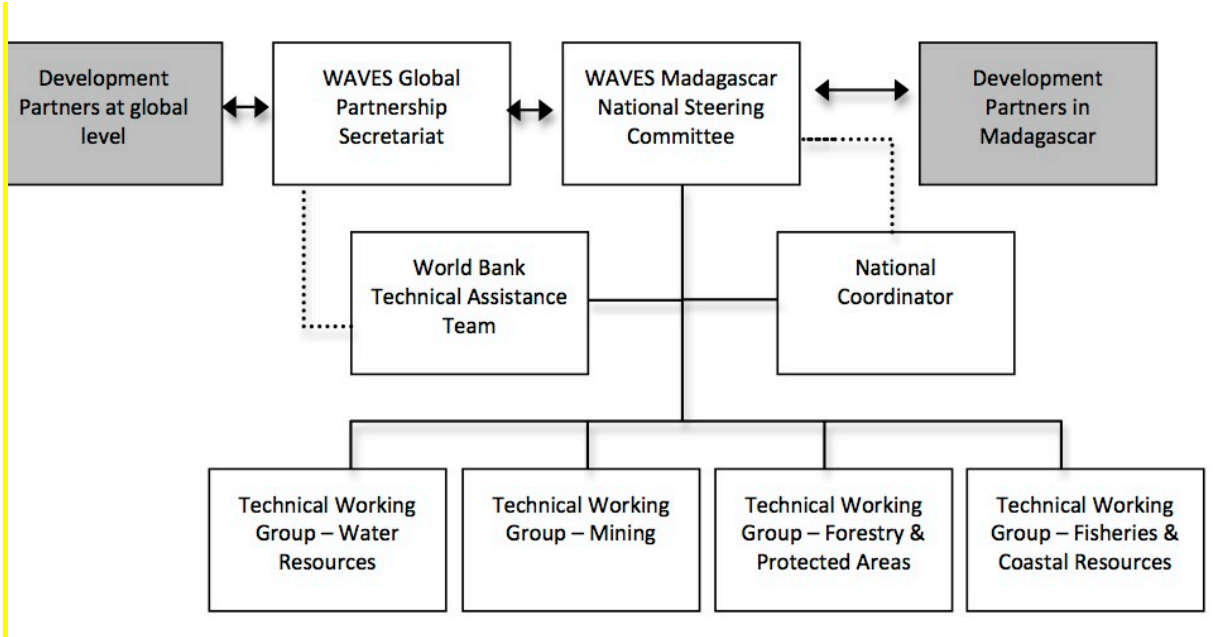 Development
Partners at global
level
WAVES Global
Partnership
Secretariat
WAVES Madagascar
National Steering
Committee
Development
Partners in
Madagascar
World Bank
Technical Assistance
Team
National
Coordinator
Technical Working
Group – Water
Resources
Technical Working
Group – Mining
Technical Working
Group – Forestry &
Protected Areas
Technical Working
Group – Fisheries &
Coastal Resources